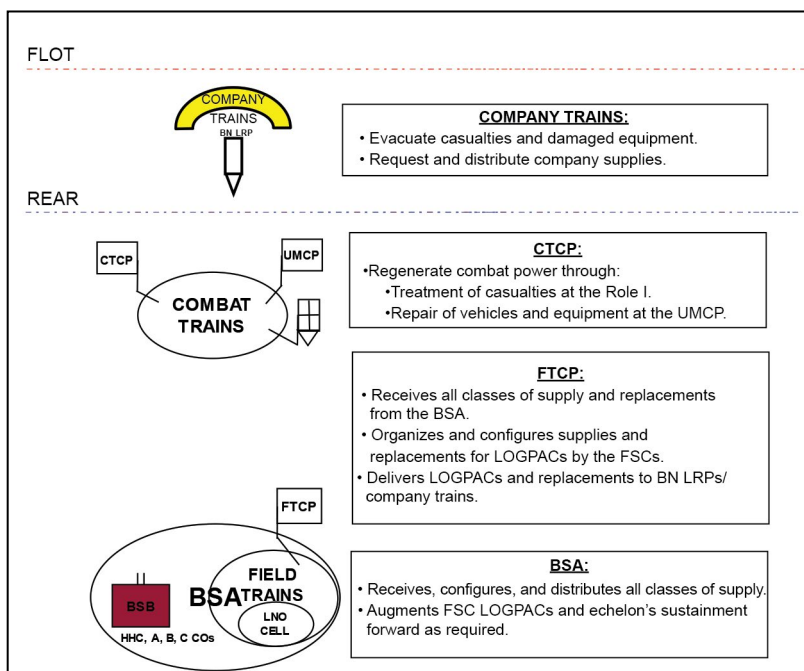 FLOT
COMPANY
TRAINS
BN LRP
COMPANY TRAINS:
• Evacuate casualties and damaged equipment.
• Request and distribute company supplies.
REAR
CTCP
UMCP
COMBAT
TRAINS
CTCP:
•Regenerate combat power through:
•Treatment of casualties at the Role I.
•Repair of vehicles and equipment at the UMCP.
FTCP:
• Receives all classes of supply and replacements
from the BSA.
• Organizes and configures supplies and
replacements for LOGPACs by the FSCs.
• Delivers LOGPACs and replacements to BN LRPs/
company trains.
FTCP
BSB
HHC, A, B, C COs
BSA
FIELD
TRAINS
LNO
CELL
BSA:
• Receives, configures, and distributes all classes of supply.
• Augments FSC LOGPACs and echelon's sustainment
forward as required.